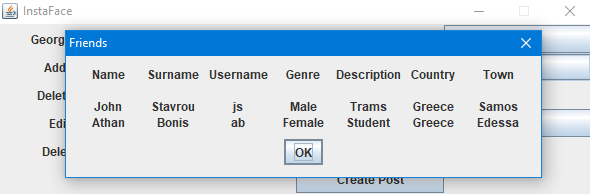 InstaFace
Georg
Friends
Name Surname Username Genre Description Country Town
Add
Delet
John Stavrou js Male Trams Greece Samos
Athan Bonis ab Female Student Greece Edessa
Edi
Dele
OK
Create Post